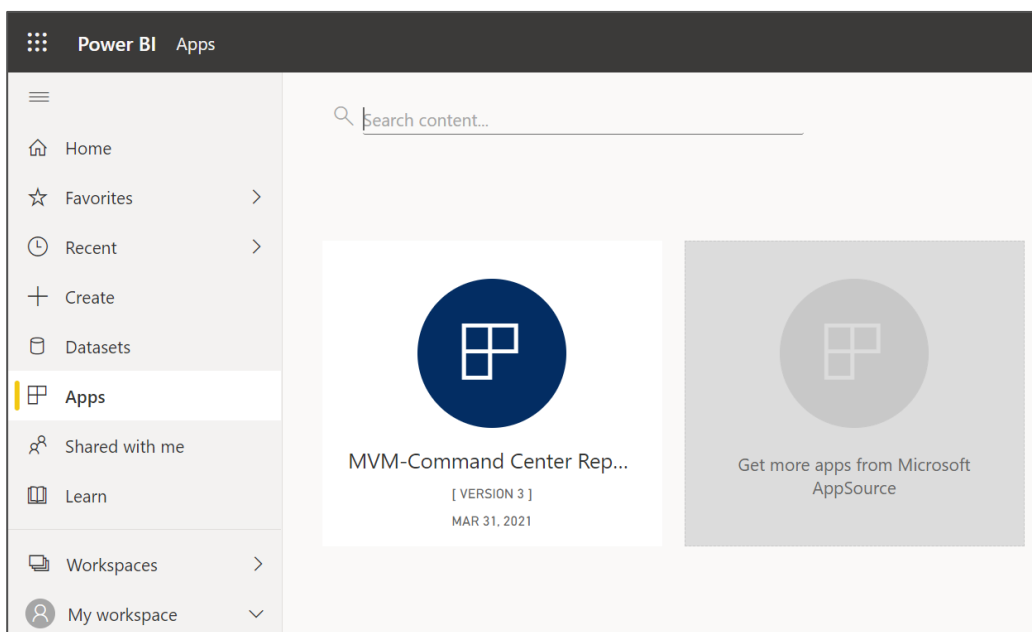 Power BI Apps
Search content...
Home
Favorites
Recent
Create
Datasets
Apps
Shared with me
Learn
Workspaces
My workspace
MVM-Command Center Rep...
[ VERSION 3 ]
MAR 31, 2021
Get more apps from Microsoft
AppSource